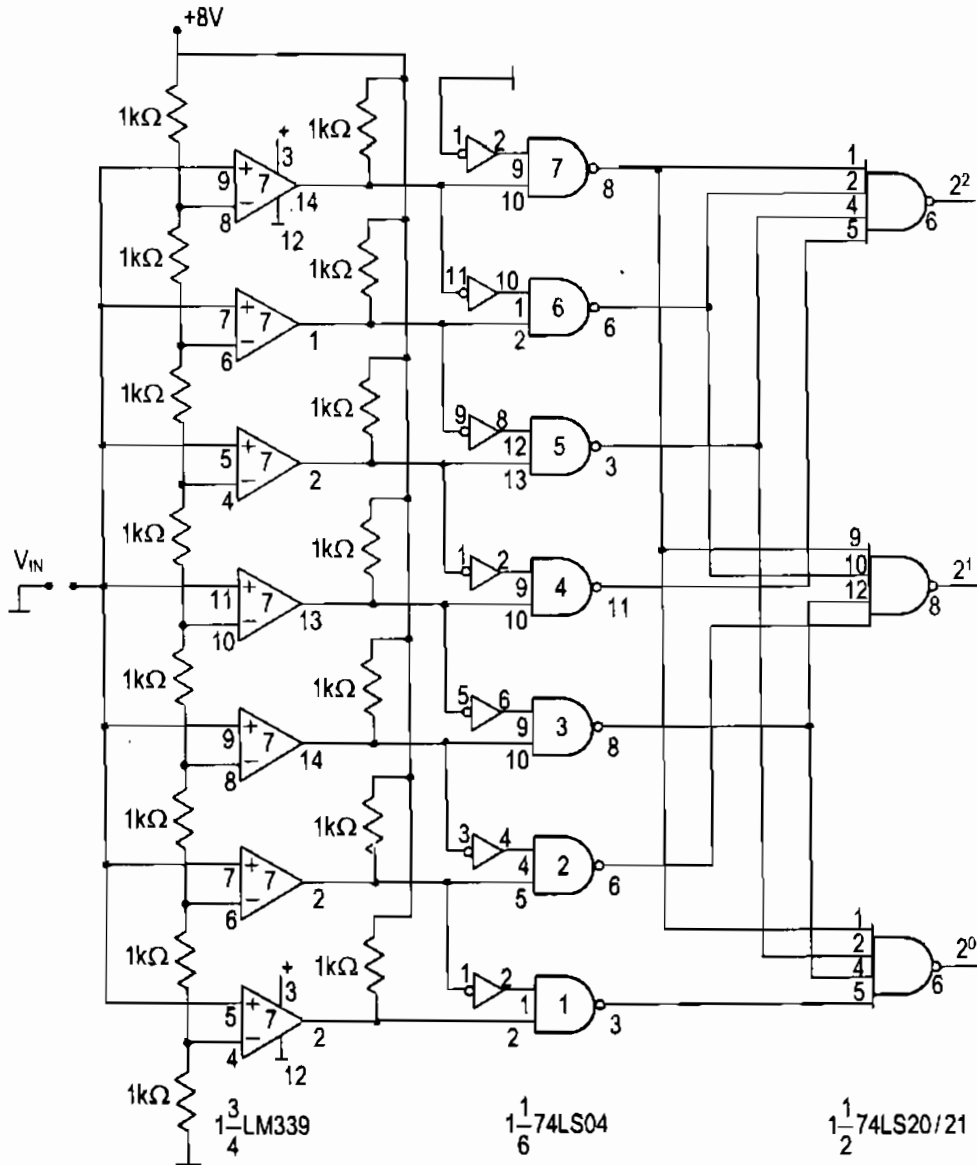 +8V
1kΩ 1kΩ
+ 3 1 2 9 7 8 1
9 + 7 14 10 2 2²
8 − 12 4 6
5
1kΩ 1kΩ
11 10 1 6 6
7 + 7 1 2
6 −
1kΩ 1kΩ
9 8 12 5 3
5 + 7 2 13
4 −
1kΩ 1kΩ
V_IN 1 2 9 4 11 9
11 + 7 13 10 10 2¹
10 − 12 8
1kΩ 1kΩ
5 6 9 3 8
9 + 7 14 10
8 −
1kΩ 1kΩ
3 4 4 2 6
7 + 7 2 5 1
6 − 2 2⁰
1kΩ 1kΩ 4 6
+ 3 1 2 1 1 3 5
5 + 7 2 2
4 − 12
1kΩ
1 3/4 LM339 1 1/6 74LS04 1 1/2 74LS20/21